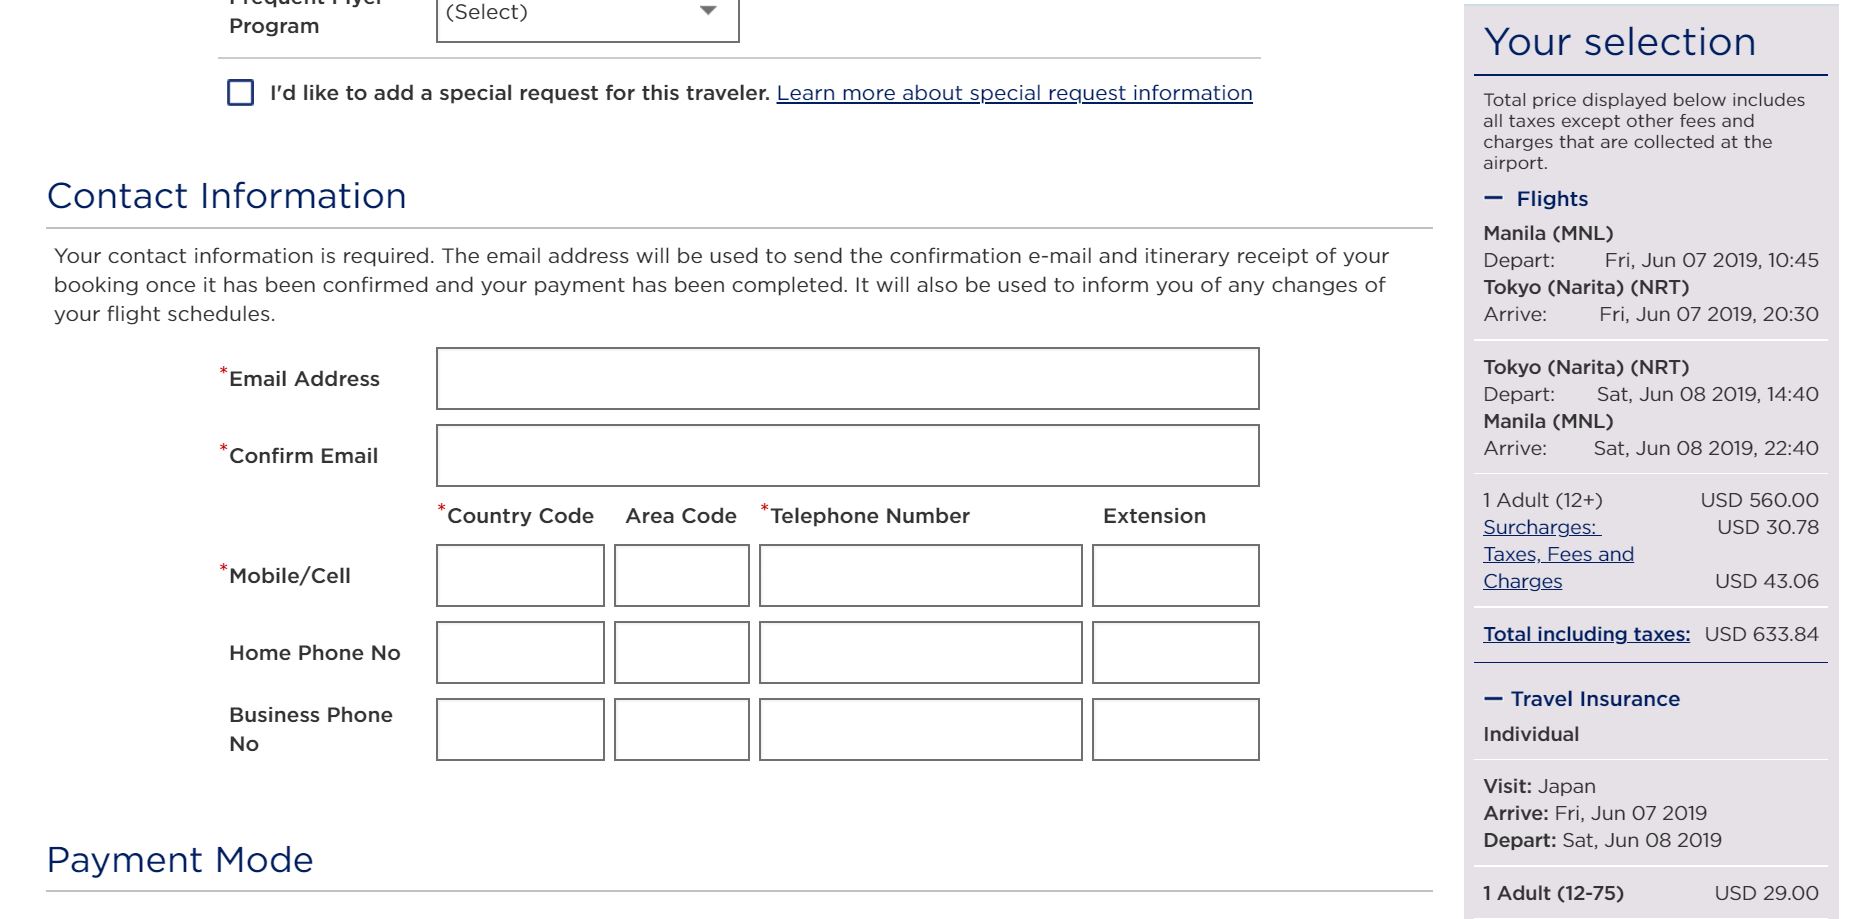 Frequent Flyer
Program
(Select)
I'd like to add a special request for this traveler. Learn more about special request information
Contact Information
Your contact information is required. The email address will be used to send the confirmation e-mail and itinerary receipt of your
booking once it has been confirmed and your payment has been completed. It will also be used to inform you of any changes of
your flight schedules.
*Email Address
*Confirm Email
*Country Code Area Code *Telephone Number Extension
*Mobile/Cell
Home Phone No
Business Phone
No
Payment Mode
Your selection
Total price displayed below includes
all taxes except other fees and
charges that are collected at the
airport.
— Flights
Manila (MNL)
Depart: Fri, Jun 07 2019, 10:45
Tokyo (Narita) (NRT)
Arrive: Fri, Jun 07 2019, 20:30
Tokyo (Narita) (NRT)
Depart: Sat, Jun 08 2019, 14:40
Manila (MNL)
Arrive: Sat, Jun 08 2019, 22:40
1 Adult (12+) USD 560.00
Surcharges: USD 30.78
Taxes, Fees and
Charges USD 43.06
Total including taxes: USD 633.84
— Travel Insurance
Individual
Visit: Japan
Arrive: Fri, Jun 07 2019
Depart: Sat, Jun 08 2019
1 Adult (12-75) USD 29.00